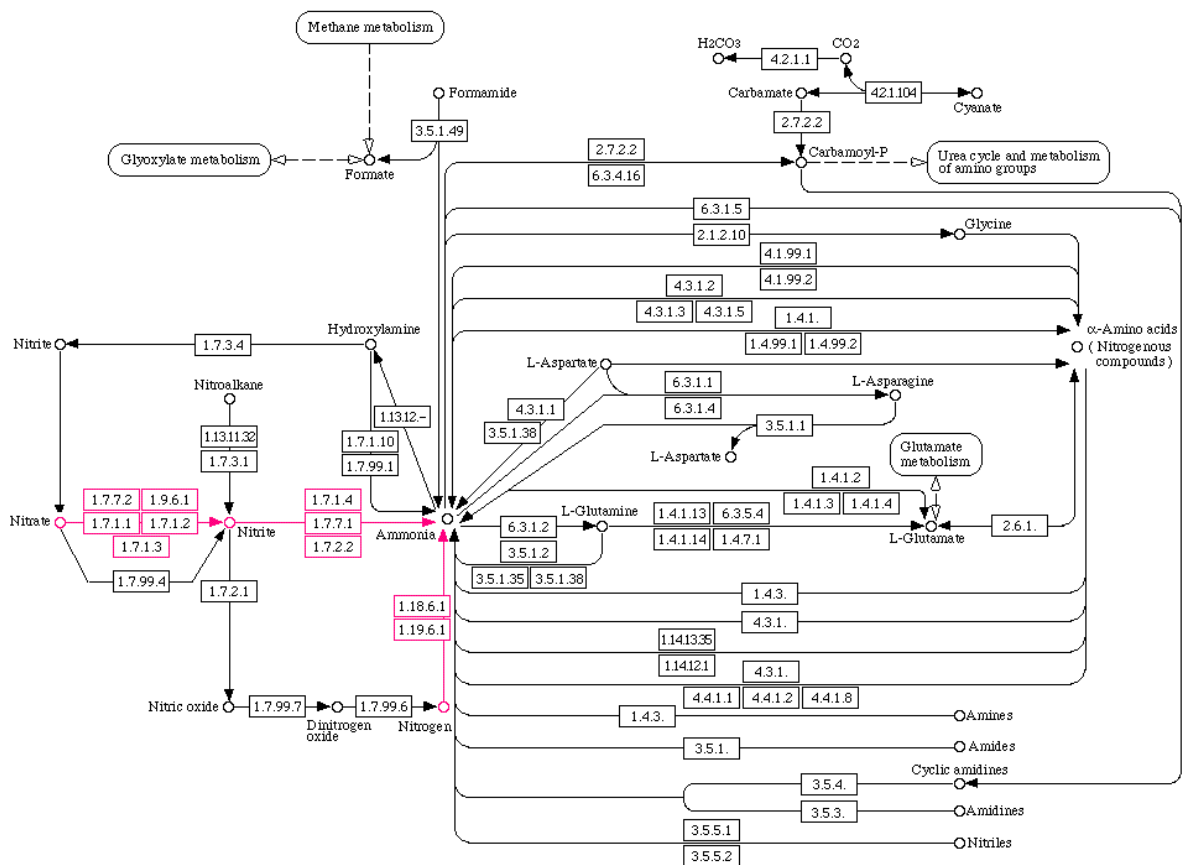 Methane metabolism
H2CO3
CO2
4.2.1.1
Formamide
Carbamate
4.2.1.104
Cyanate
3.5.1.49
2.7.2.2
Glyoxylate metabolism
Formate
2.7.2.2
6.3.4.16
Carbamoyl-P
Urea cycle and metabolism
of amino groups
6.3.1.5
2.1.2.10
Glycine
4.1.99.1
4.1.99.2
4.3.1.2
4.3.1.3 4.3.1.5
1.4.1.
1.4.99.1 1.4.99.2
α-Amino acids
( Nitrogenous
compounds )
Nitrite
1.7.3.4
Hydroxylamine
L-Aspartate
6.3.1.1
6.3.1.4
L-Asparagine
Nitroalkane
1.13.12.-
4.3.1.1
3.5.1.38
3.5.1.1
L-Aspartate
1.13.11.32
1.7.3.1
1.7.1.10
1.7.99.1
Glutamate
metabolism
1.4.1.2
1.4.1.3 1.4.1.4
1.7.7.2 1.9.6.1
1.7.1.1 1.7.1.2
1.7.1.3
Nitrate
Nitrite
1.7.1.4
1.7.7.1
1.7.2.2
Ammonia
6.3.1.2
3.5.1.2
3.5.1.35 3.5.1.38
L-Glutamine
1.4.1.13 6.3.5.4
1.4.1.14 1.4.7.1
L-Glutamate
2.6.1.
1.7.99.4
1.7.2.1
1.18.6.1
1.19.6.1
1.4.3.
4.3.1.
1.14.13.35
1.14.12.1
4.3.1.
4.4.1.1 4.4.1.2 4.4.1.8
Nitric oxide
1.7.99.7
Dinitrogen
oxide
1.7.99.6
Nitrogen
1.4.3.
Amines
3.5.1.
Amides
Cyclic amidines
3.5.4.
3.5.3.
Amidines
3.5.5.1
3.5.5.2
Nitriles